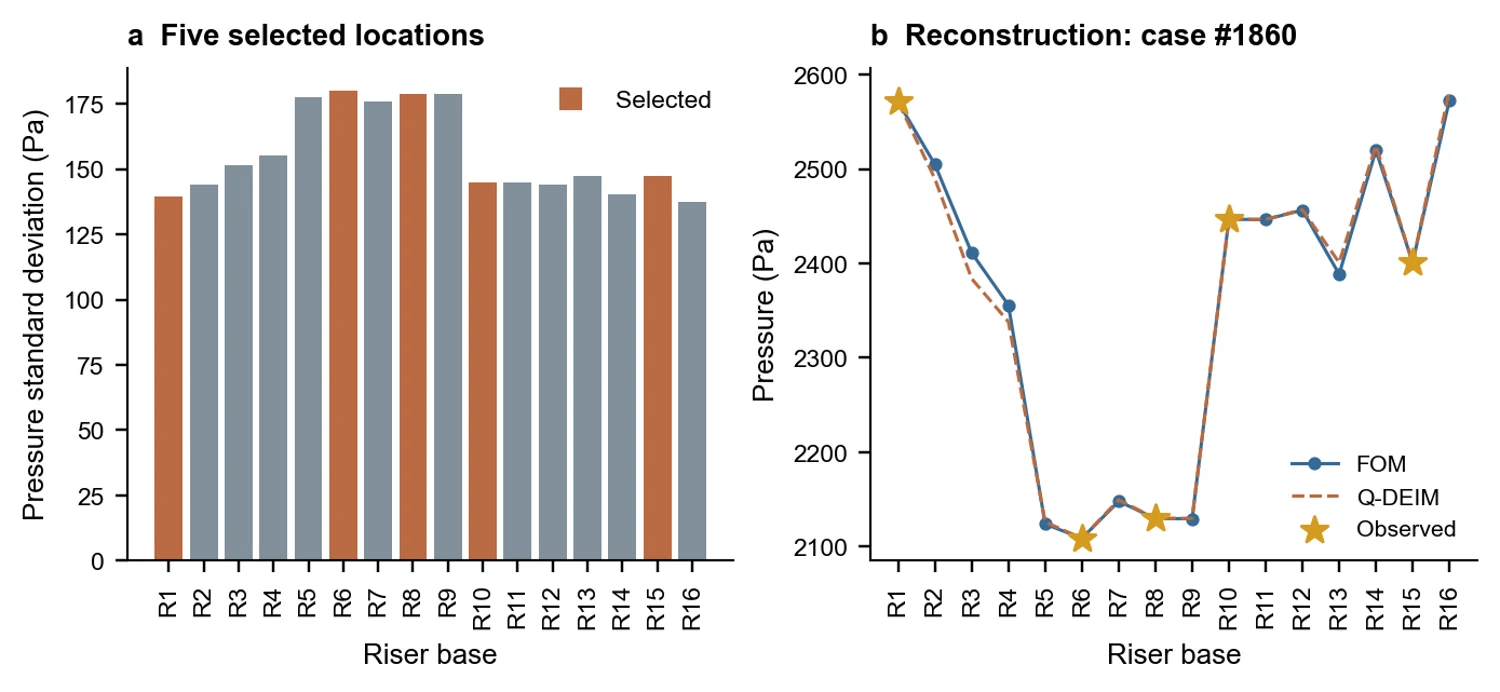 a Five selected locations
Pressure standard deviation (Pa)
175
150
125
100
75
50
25
0
Selected
R1 R2 R3 R4 R5 R6 R7 R8 R9 R10 R11 R12 R13 R14 R15 R16
Riser base
b Reconstruction: case #1860
Pressure (Pa)
2600
2500
2400
2300
2200
2100
FOM
Q-DEIM
Observed
R1 R2 R3 R4 R5 R6 R7 R8 R9 R10 R11 R12 R13 R14 R15 R16
Riser base